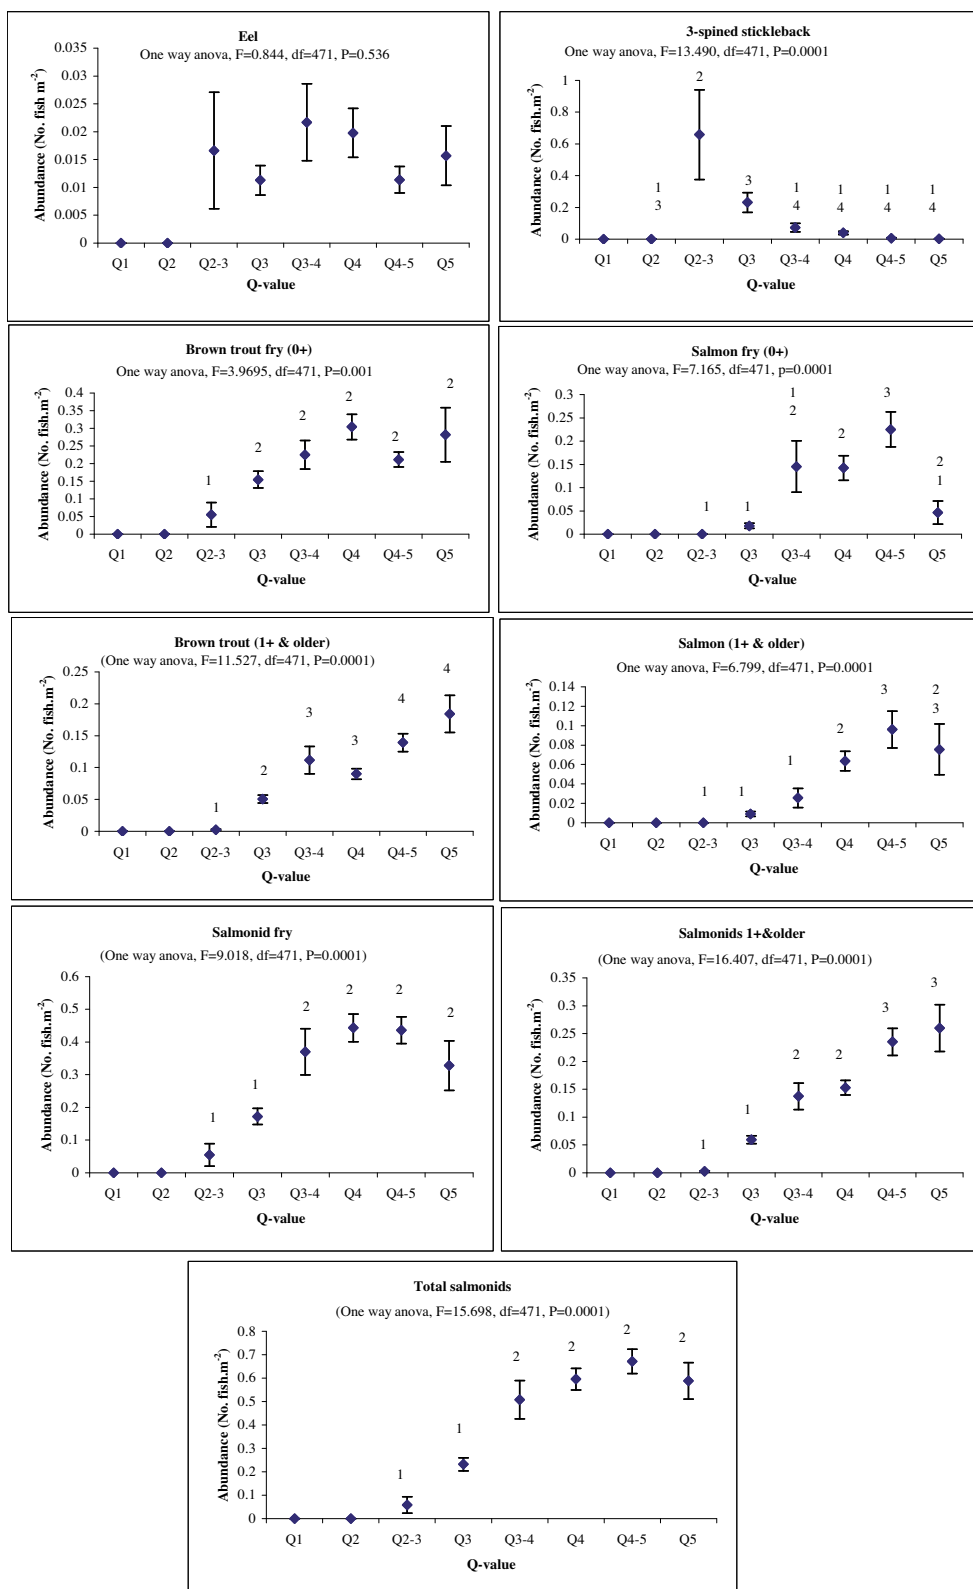 Eel
One way anova, F=0.844, df=471, P=0.536
Abundance (No. fish m-2)
0.035
0.03
0.025
0.02
0.015
0.01
0.005
0
Q1 Q2 Q2-3 Q3 Q3-4 Q4 Q4-5 Q5
Q-value
3-spined stickleback
One way anova, F=13.490, df=471, P=0.0001
Abundance (No. fish.m-2)
1
0.8
0.6
0.4
0.2
0
2
1 3 1 1 1 1
3 4 4 4 4
Q1 Q2 Q2-3 Q3 Q3-4 Q4 Q4-5 Q5
Q-value
Brown trout fry (0+)
One way anova, F=3.9695, df=471, P=0.001
Abundance (No. fish.m-2)
0.4
0.35
0.3
0.25
0.2
0.15
0.1
0.05
0
1 2 2 2 2 2
Q1 Q2 Q2-3 Q3 Q3-4 Q4 Q4-5 Q5
Q-value
Salmon fry (0+)
One way anova, F=7.165, df=471, p=0.0001
Abundance (No. fish.m-2)
0.3
0.25
0.2
0.15
0.1
0.05
0
1 3
2 2 2
1 1 1
Q1 Q2 Q2-3 Q3 Q3-4 Q4 Q4-5 Q5
Q-value
Brown trout (1+ & older)
(One way anova, F=11.527, df=471, P=0.0001)
Abundance (No. fish.m-2)
0.25
0.2
0.15
0.1
0.05
0
1 2 3 3 4 4
Q1 Q2 Q2-3 Q3 Q3-4 Q4 Q4-5 Q5
Q-value
Salmon (1+ & older)
One way anova, F=6.799, df=471, P=0.0001
Abundance (No. fish.m-2)
0.14
0.12
0.1
0.08
0.06
0.04
0.02
0
3 2
1 1 1 2 3
Q1 Q2 Q2-3 Q3 Q3-4 Q4 Q4-5 Q5
Q-value
Salmonid fry
(One way anova, F=9.018, df=471, P=0.0001)
Abundance (No. fish.m-2)
0.6
0.5
0.4
0.3
0.2
0.1
0
1 1 2 2 2 2
Q1 Q2 Q2-3 Q3 Q3-4 Q4 Q4-5 Q5
Q-value
Salmonids 1+&older
(One way anova, F=16.407, df=471, P=0.0001)
Abundance (No. fish.m-2)
0.35
0.3
0.25
0.2
0.15
0.1
0.05
0
1 1 2 2 3 3
Q1 Q2 Q2-3 Q3 Q3-4 Q4 Q4-5 Q5
Q-value
Total salmonids
(One way anova, F=15.698, df=471, P=0.0001)
Abundance (No. fish.m-2)
0.8
0.7
0.6
0.5
0.4
0.3
0.2
0.1
0
1 1 2 2 2 2
Q1 Q2 Q2-3 Q3 Q3-4 Q4 Q4-5 Q5
Q-value